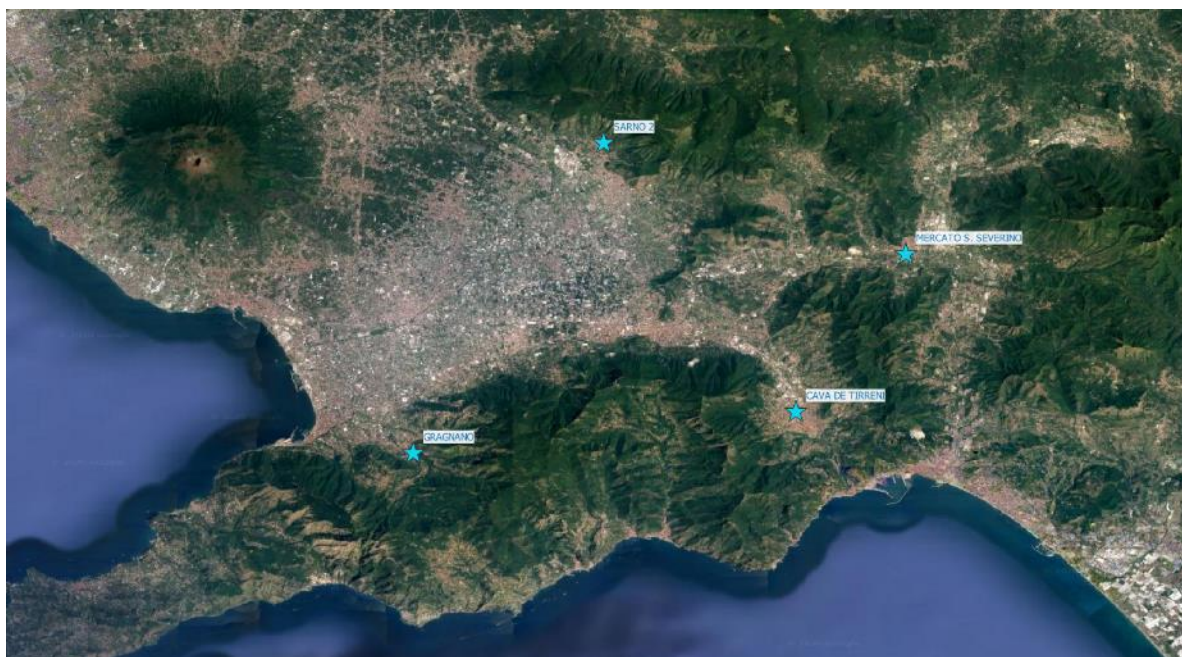 SARNO 2
MERCATO S. SEVERINO
CAVA DE TIRRENI
GRAGNANO